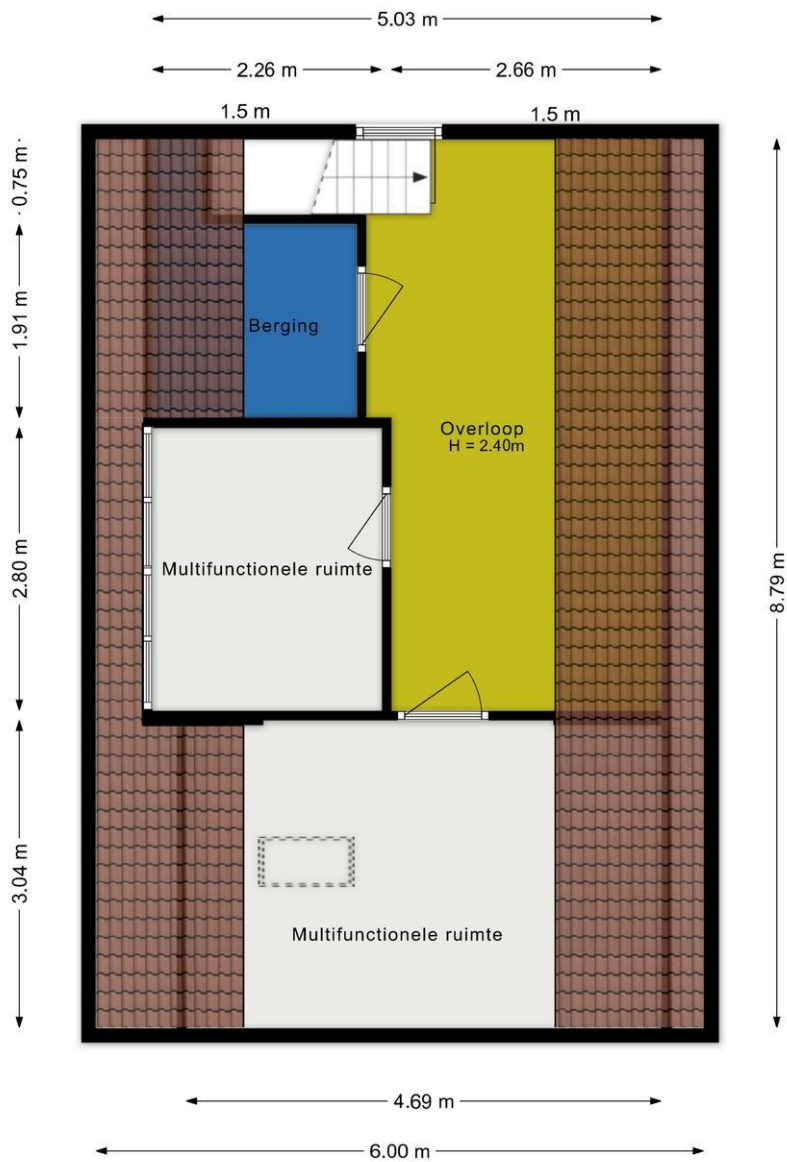 5.03 m
2.26 m
2.66 m
1.5 m
1.5 m
0.75 m
1.91 m
2.80 m
3.04 m
8.79 m
Berging
Overloop
H = 2.40m
Multifunctionele ruimte
Multifunctionele ruimte
4.69 m
6.00 m